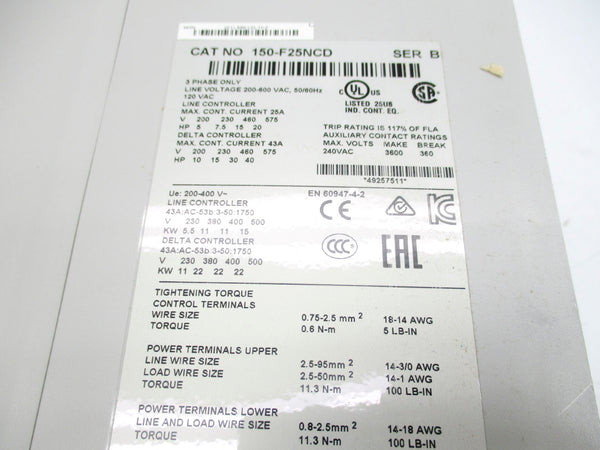 CAT NO 150-F25NCD SER B
3 PHASE ONLY
LINE VOLTAGE 200-600 VAC, 50/60Hz
120 VAC
LINE CONTROLLER
MAX. CONT. CURRENT 25A
V 200 230 460 575
HP 5 7.5 15 20
DELTA CONTROLLER
MAX. CONT. CURRENT 43A
V 200 230 460 575
HP 10 15 30 40
C UL US
LISTED 25U6
IND. CONT. EQ.
TRIP RATING IS 117% OF FLA
AUXILIARY CONTACT RATINGS
MAX. VOLTS MAKE BREAK
240VAC 3600 360
*49257511*
Ue: 200-400 V~ EN 60947-4-2
LINE CONTROLLER
43A:AC-53b:3-50:1750
V 230 380 400 500
KW 5.5 11 11 15
DELTA CONTROLLER
43A:AC-53b:3-50:1750
V 230 380 400 500
KW 11 22 22 22
CE
CCC
EAC
TIGHTENING TORQUE
CONTROL TERMINALS
WIRE SIZE 0.75-2.5 mm 2 18-14 AWG
TORQUE 0.6 N-m 5 LB-IN
POWER TERMINALS UPPER
LINE WIRE SIZE 2.5-95mm 2 14-3/0 AWG
LOAD WIRE SIZE 2.5-50mm 2 14-1 AWG
TORQUE 11.3 N-m 100 LB-IN
POWER TERMINALS LOWER
LINE AND LOAD WIRE SIZE 0.8-2.5mm 2 14-18 AWG
TORQUE 11.3 N-m 100 LB-IN